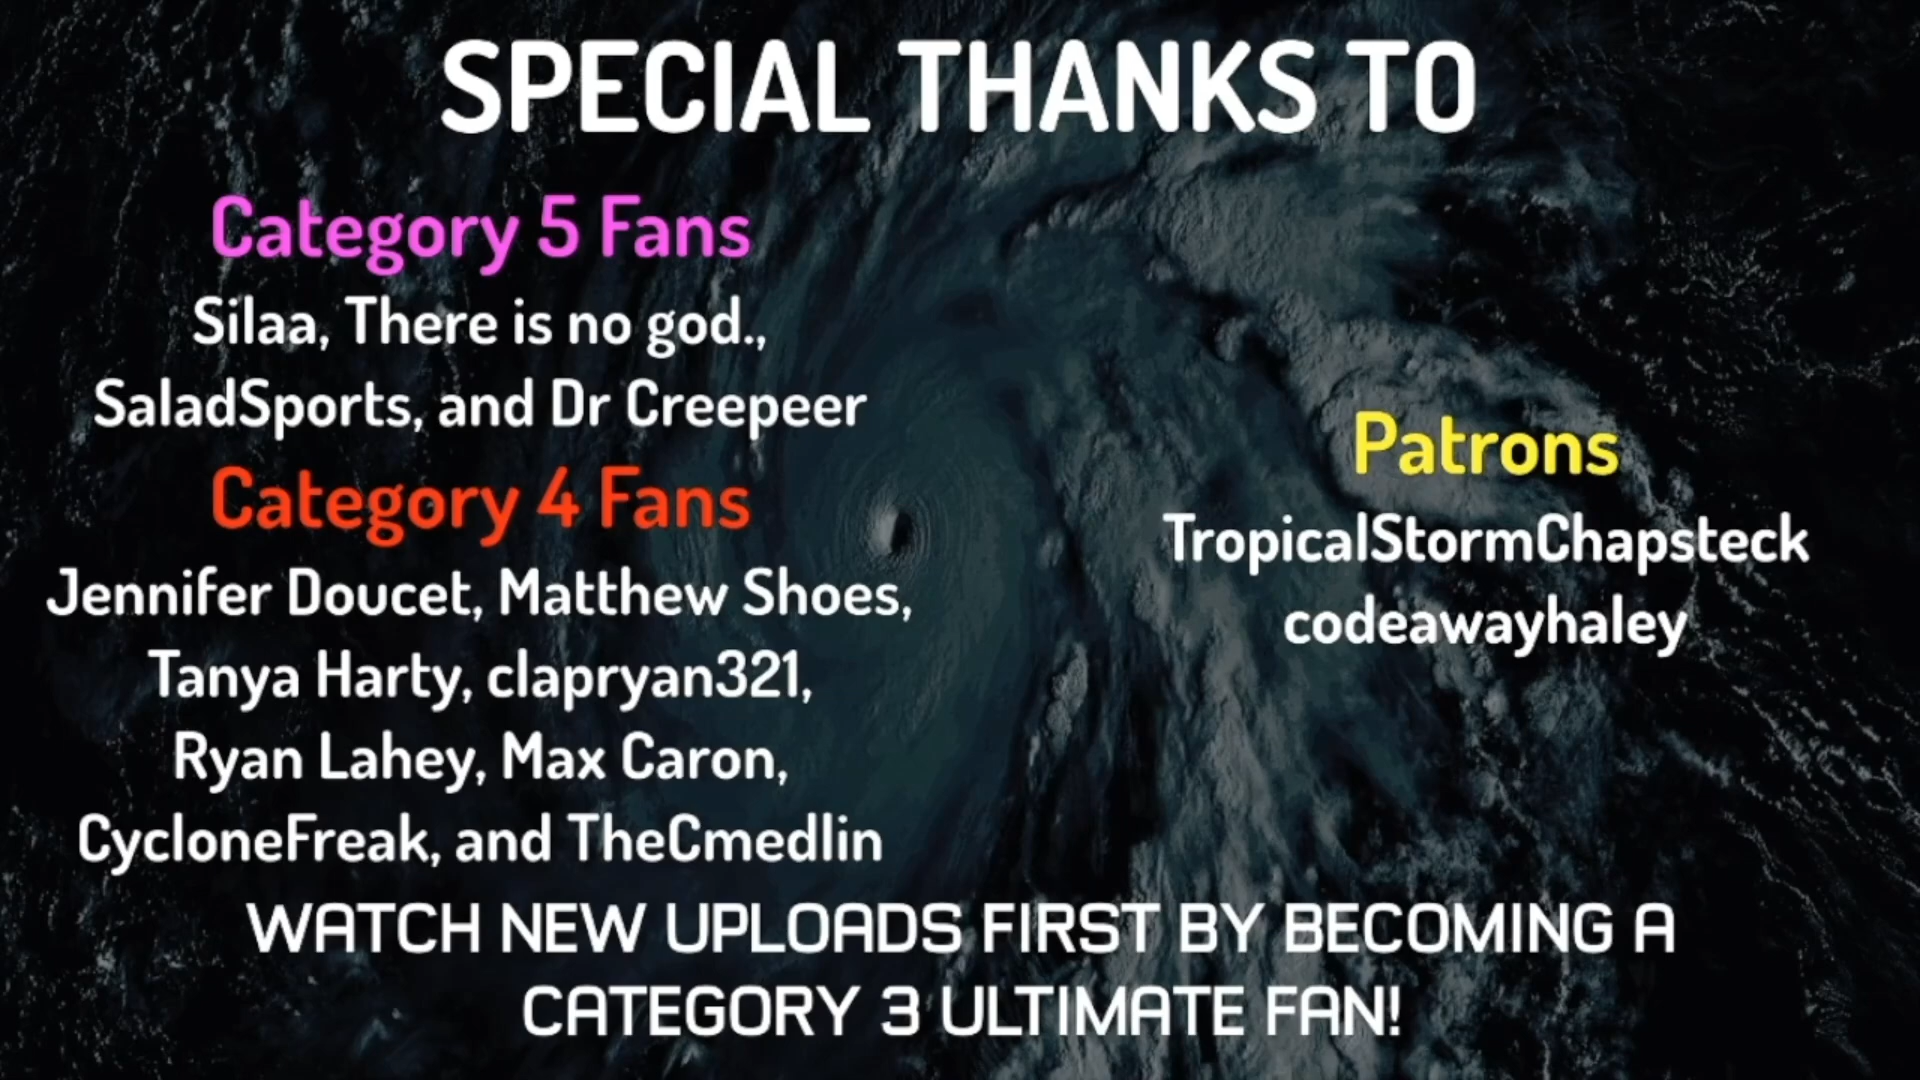 SPECIAL THANKS TO
Category 5 Fans
Silaa, There is no god.,
SaladSports, and Dr Creepeer
Category 4 Fans
Jennifer Doucet, Matthew Shoes,
Tanya Harty, clapryan321,
Ryan Lahey, Max Caron,
CycloneFreak, and TheCmedlin
Patrons
TropicalStormChapsteck
codeawayhaley
WATCH NEW UPLOADS FIRST BY BECOMING A
CATEGORY 3 ULTIMATE FAN!